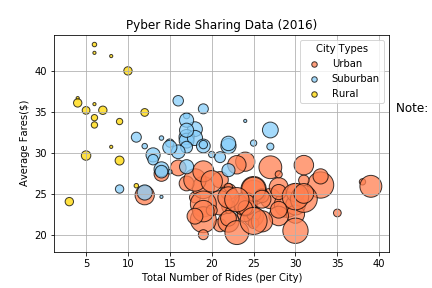 Pyber Ride Sharing Data (2016)
City Types
Urban
Suburban
Rural
Note:
Average Fares($)
40
35
30
25
20
5 10 15 20 25 30 35 40
Total Number of Rides (per City)